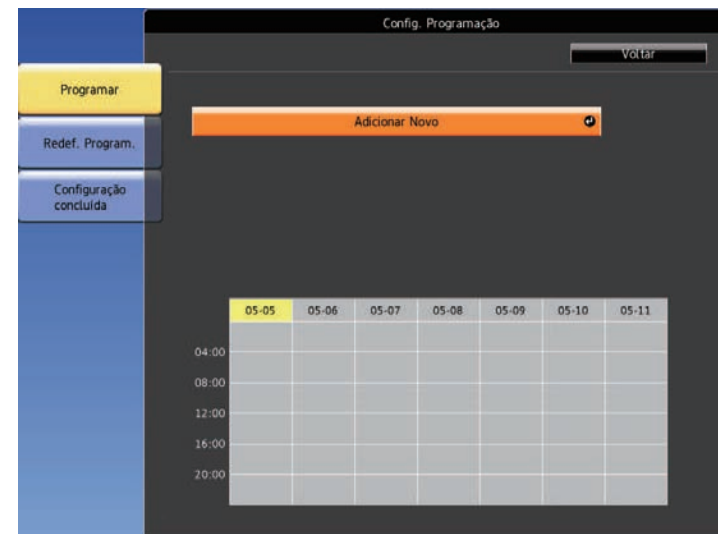 Config. Programação
Voltar
Programar
Adicionar Novo
Redef. Program.
Configuração
concluída
05-05 05-06 05-07 05-08 05-09 05-10 05-11
04:00
08:00
12:00
16:00
20:00